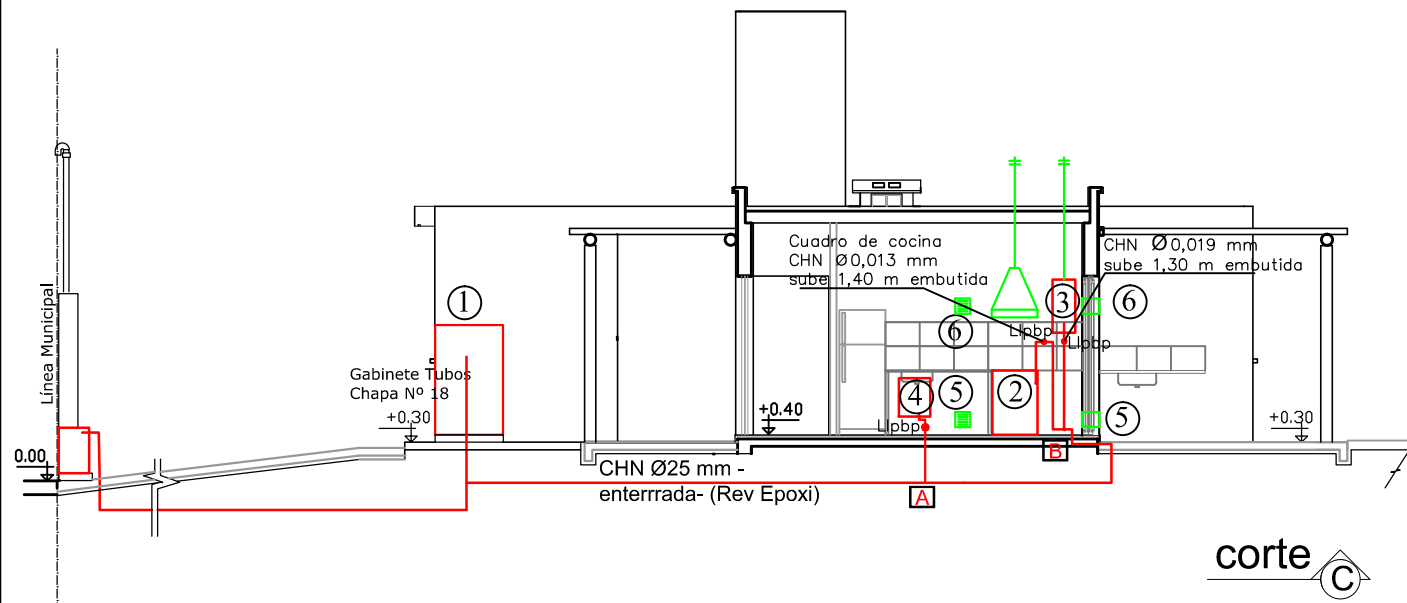 Línea Municipal
0.00
1
Gabinete Tubos
Chapa Nº 18
+0.30
Cuadro de cocina
CHN Ø0,013 mm
sube 1,40 m embutida
CHN Ø0,019 mm
sube 1,30 m embutida
3
6
6
Llpbp
Llpbp
4
5
2
5
Llpbp
+0.40
+0.30
B
CHN Ø25 mm -
enterrrada- (Rev Epoxi)
A
corte
C